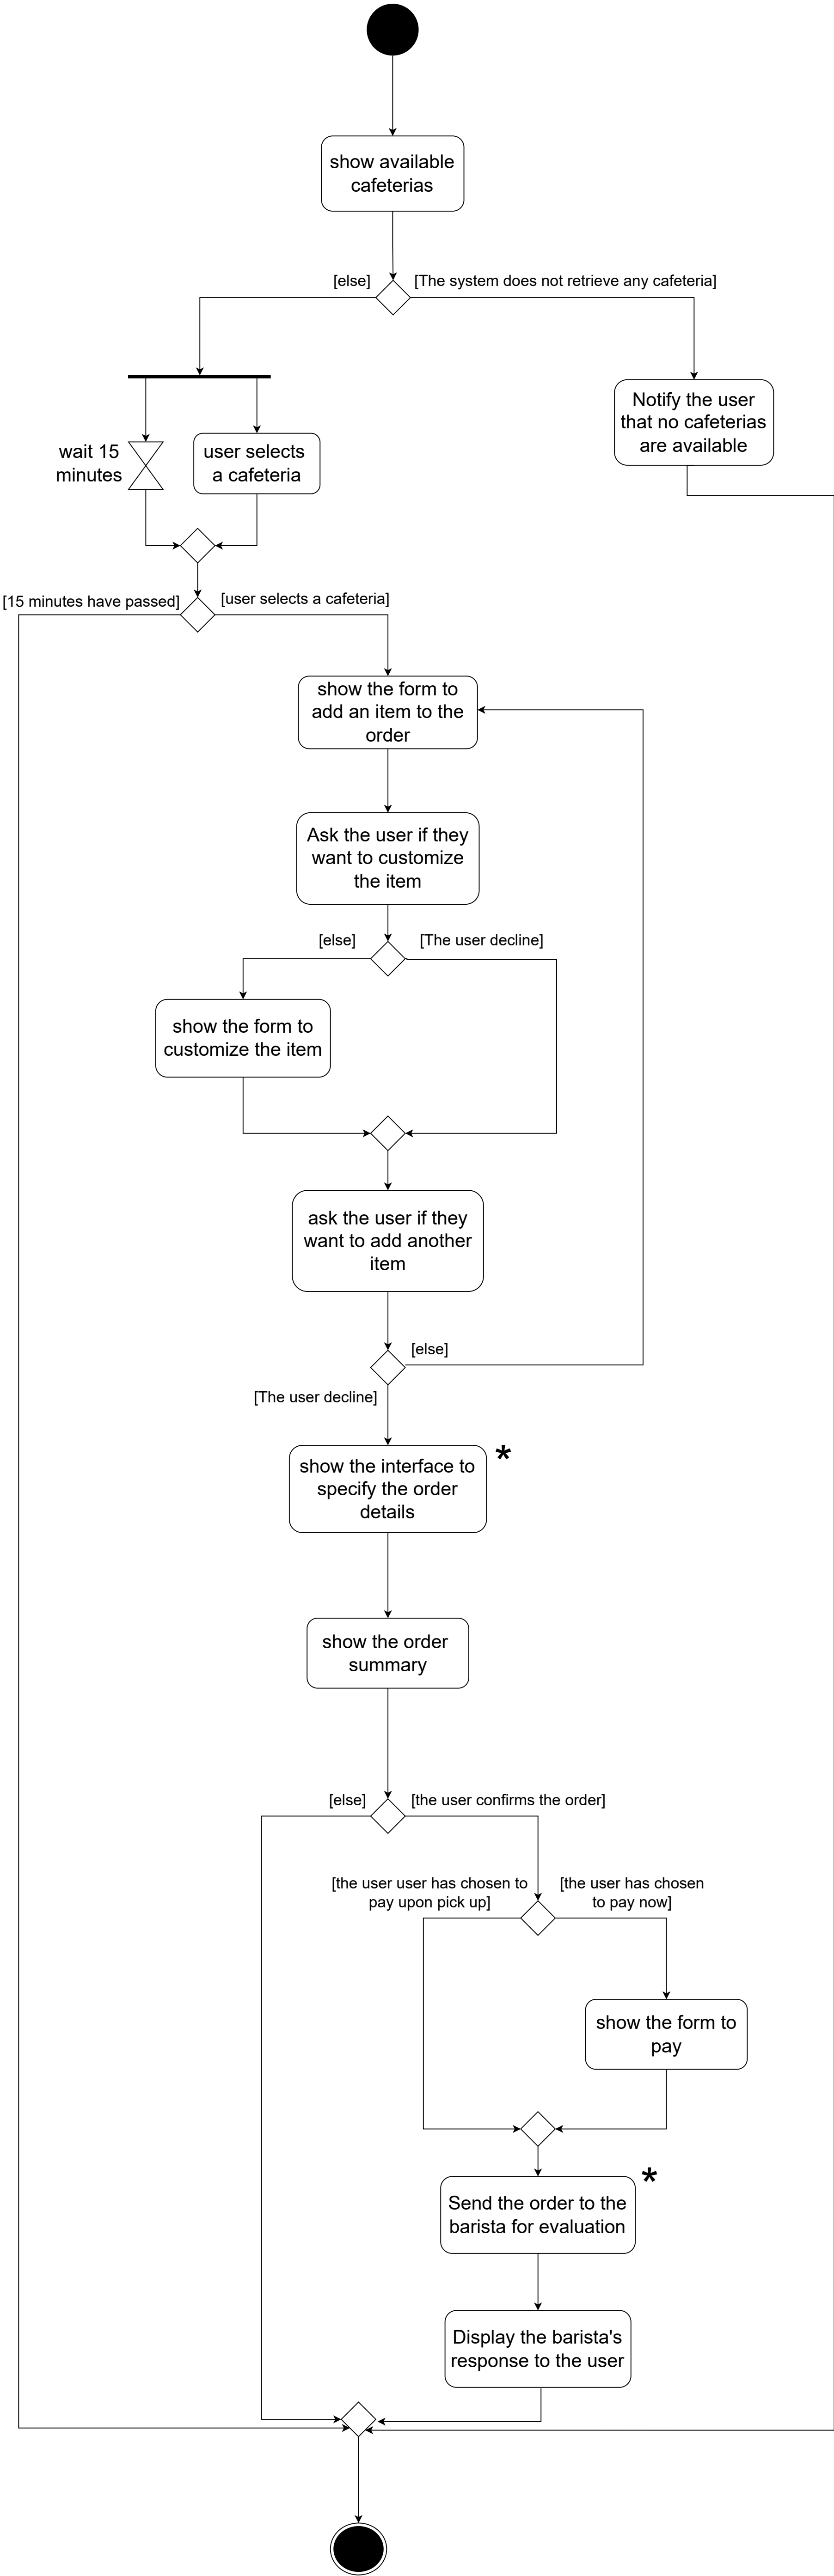 show available
cafeterias
[else]
[The system does not retrieve any cafeteria]
wait 15
minutes
user selects
a cafeteria
Notify the user
that no cafeterias
are available
[15 minutes have passed]
[user selects a cafeteria]
show the form to
add an item to the
order
Ask the user if they
want to customize
the item
[else]
[The user decline]
show the form to
customize the item
ask the user if they
want to add another
item
[else]
[The user decline]
show the interface to
specify the order
details
*
show the order
summary
[else]
[the user confirms the order]
[the user user has chosen to
pay upon pick up]
[the user has chosen
to pay now]
show the form to
pay
Send the order to the
barista for evaluation
*
Display the barista's
response to the user